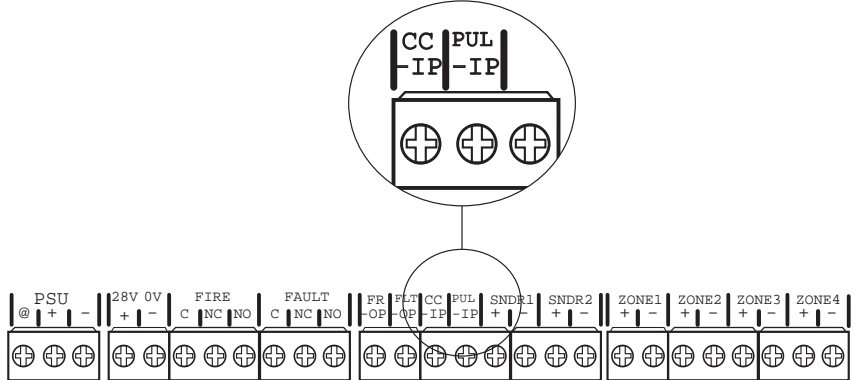 CC PUL
-IP -IP
PSU 28V 0V FIRE FAULT FR FLT CC PUL SNDR1 SNDR2 ZONE1 ZONE2 ZONE3 ZONE4
@ + - + - C NC NO C NC NO -OP -OP -IP -IP + - + - + - + - + - + -